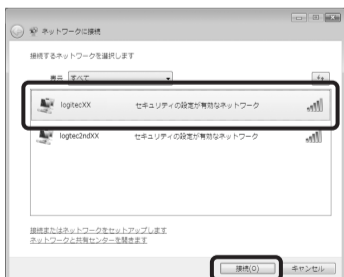 ネットワークに接続
接続するネットワークを選択します
表示 すべて
logitecXX セキュリティの設定が有効なネットワーク
logtec2ndXX セキュリティの設定が有効なネットワーク
接続またはネットワークをセットアップします
ネットワークと共有センターを開きます
接続(O) キャンセル